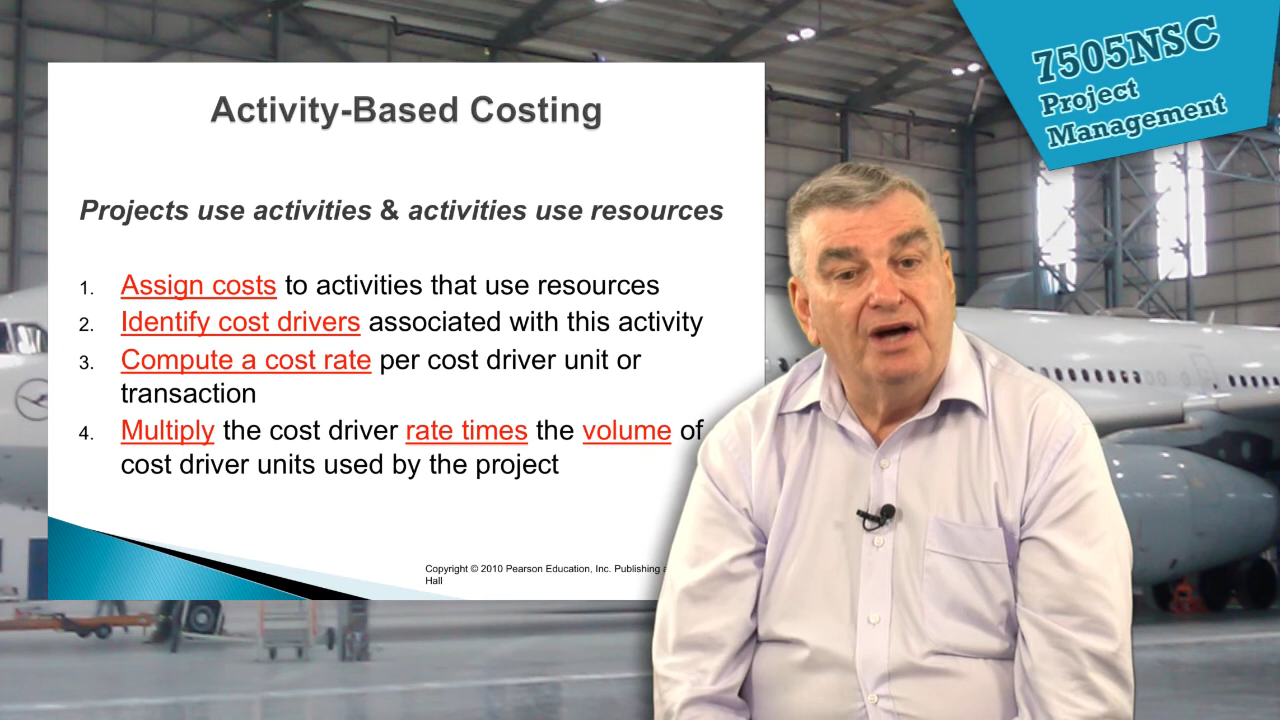 7505NSC
Project
Management
Activity-Based Costing
Projects use activities & activities use resources
1. Assign costs to activities that use resources
2. Identify cost drivers associated with this activity
3. Compute a cost rate per cost driver unit or
transaction
4. Multiply the cost driver rate times the volume of
cost driver units used by the project
Copyright © 2010 Pearson Education, Inc. Publishing
Hall